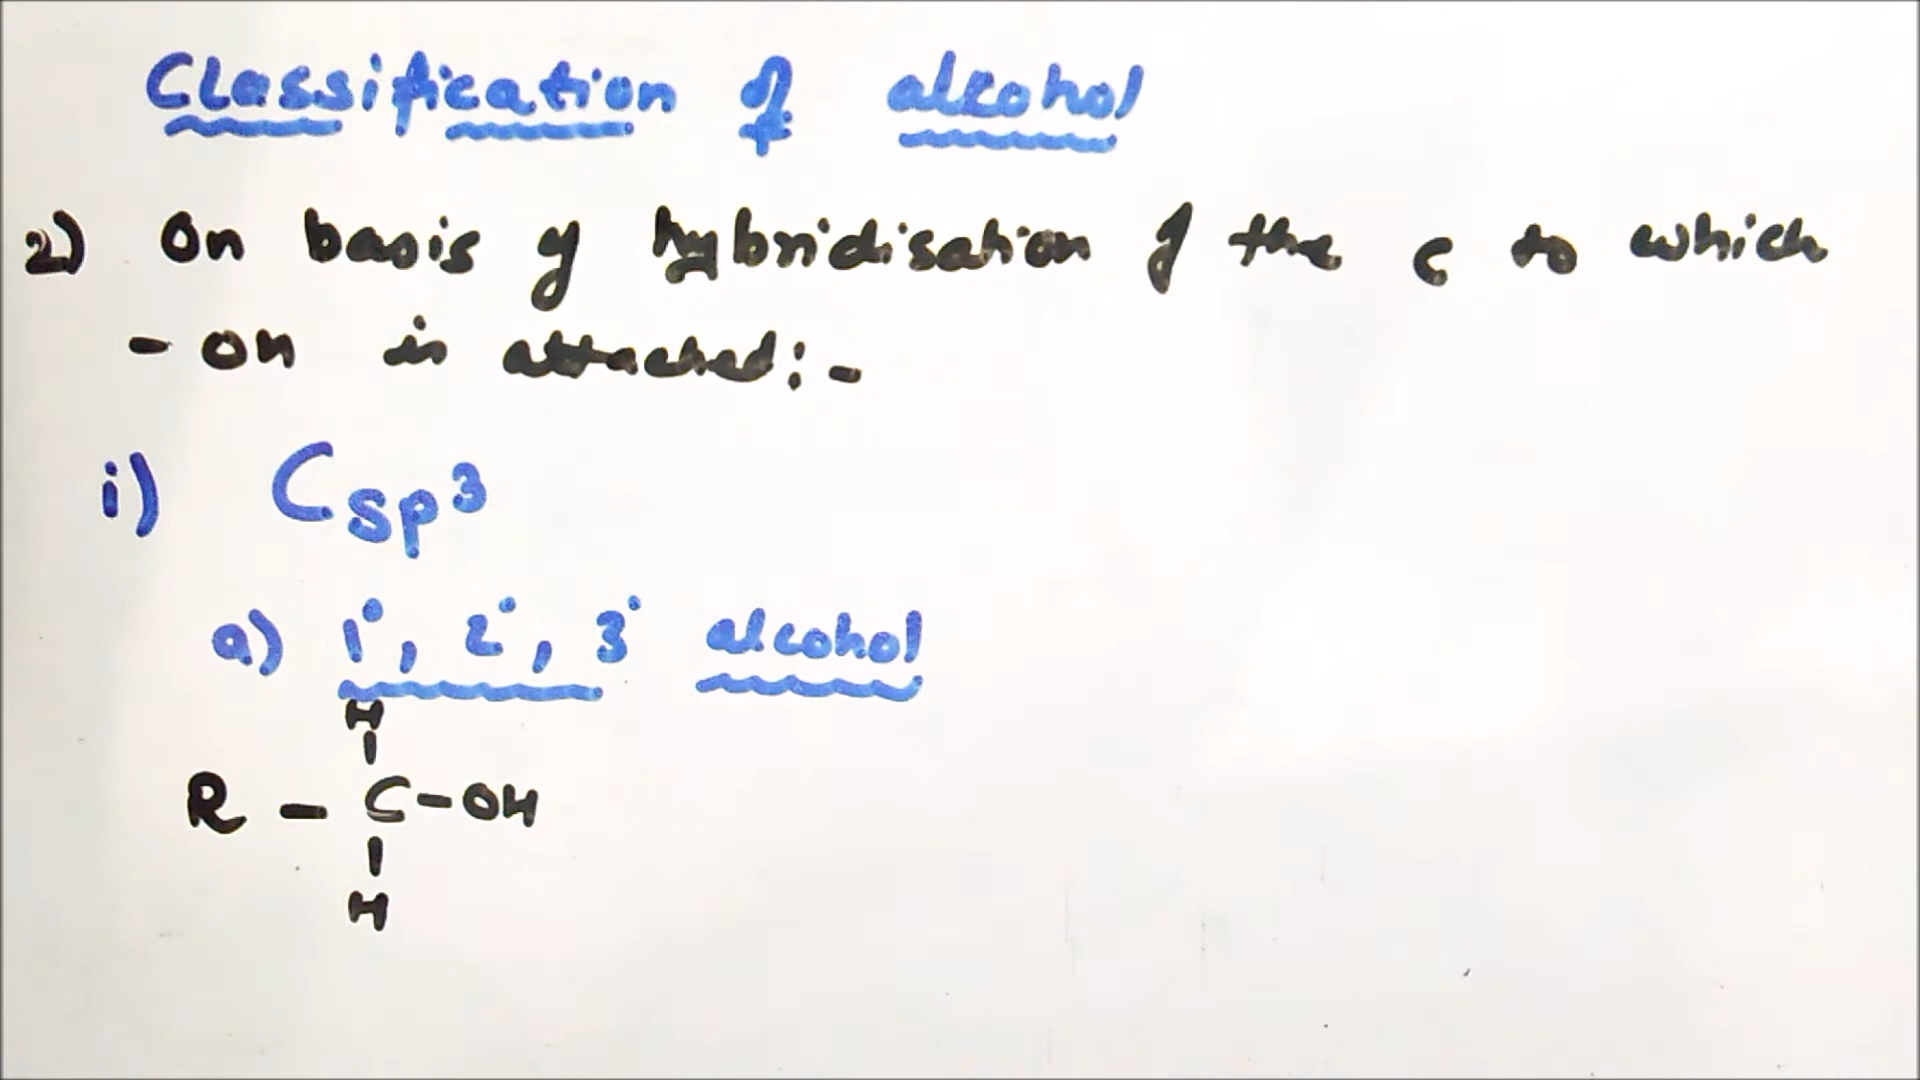 Classification of alcohol
2) On basis of hybridisation of the C to which
- OH is attached:-
i) Csp³
a) 1°, 2°, 3° alcohol
H
|
R - C - OH
|
H